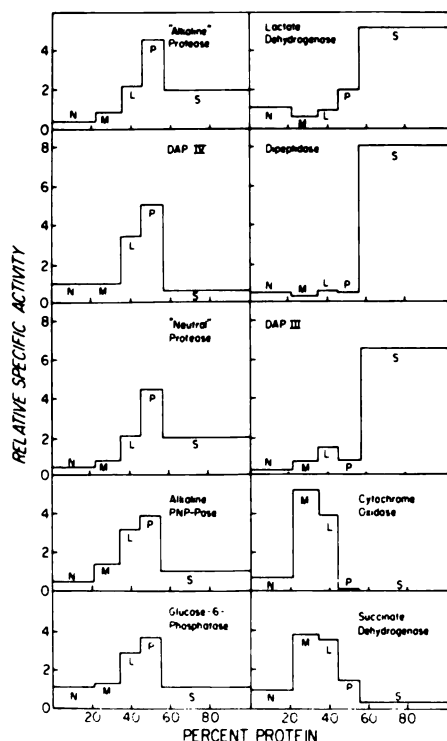 RELATIVE SPECIFIC ACTIVITY
"Alkaline"
Protease
4
2
0
N
M
L
P
S
Lactate
Dehydrogenase
N
M
L
P
S
DAP IV
8
6
4
2
0
N
M
L
P
S
Dipeptidase
N
M
L
P
S
"Neutral"
Protease
4
2
0
N
M
L
P
S
DAP III
N
M
L
P
S
Alkaline
PNP-Pase
4
2
0
N
M
L
P
S
Cytochrome
Oxidase
N
M
L
P
S
Glucose-6-
Phosphatase
4
2
0
N
M
L
P
S
Succinate
Dehydrogenase
N
M
L
P
S
20 40 60 80 20 40 60 80
PERCENT PROTEIN